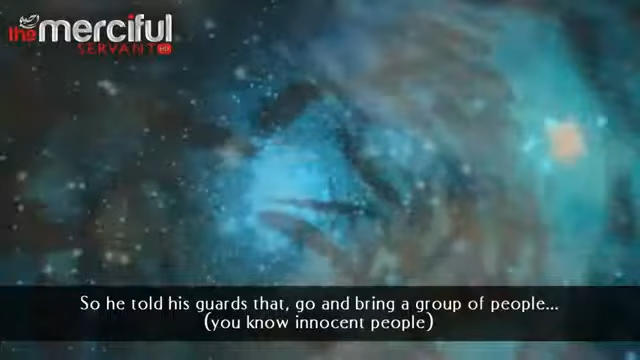 the merciful
SERVANT HD
So he told his guards that, go and bring a group of people...
(you know innocent people)